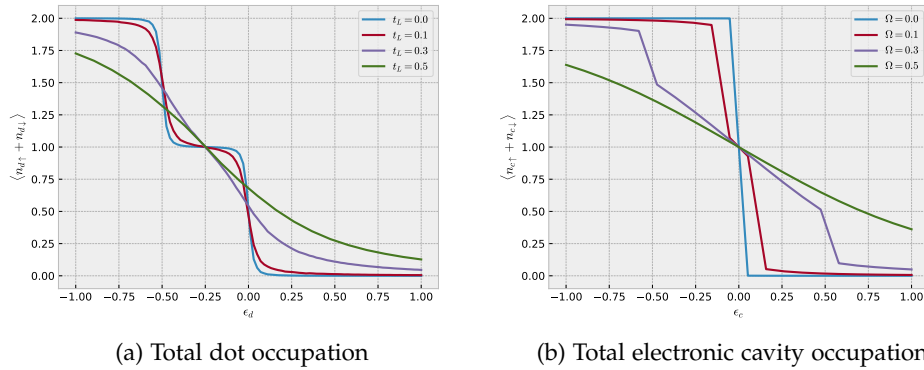 2.00
1.75
1.50
1.25
1.00
0.75
0.50
0.25
0.00
⟨n_{d↑} + n_{d↓}⟩
t_L = 0.0
t_L = 0.1
t_L = 0.3
t_L = 0.5
−1.00 −0.75 −0.50 −0.25 0.00 0.25 0.50 0.75 1.00
ϵ_d
(a) Total dot occupation
2.00
1.75
1.50
1.25
1.00
0.75
0.50
0.25
0.00
⟨n_{c↑} + n_{c↓}⟩
Ω = 0.0
Ω = 0.1
Ω = 0.3
Ω = 0.5
−1.00 −0.75 −0.50 −0.25 0.00 0.25 0.50 0.75 1.00
ϵ_c
(b) Total electronic cavity occupation